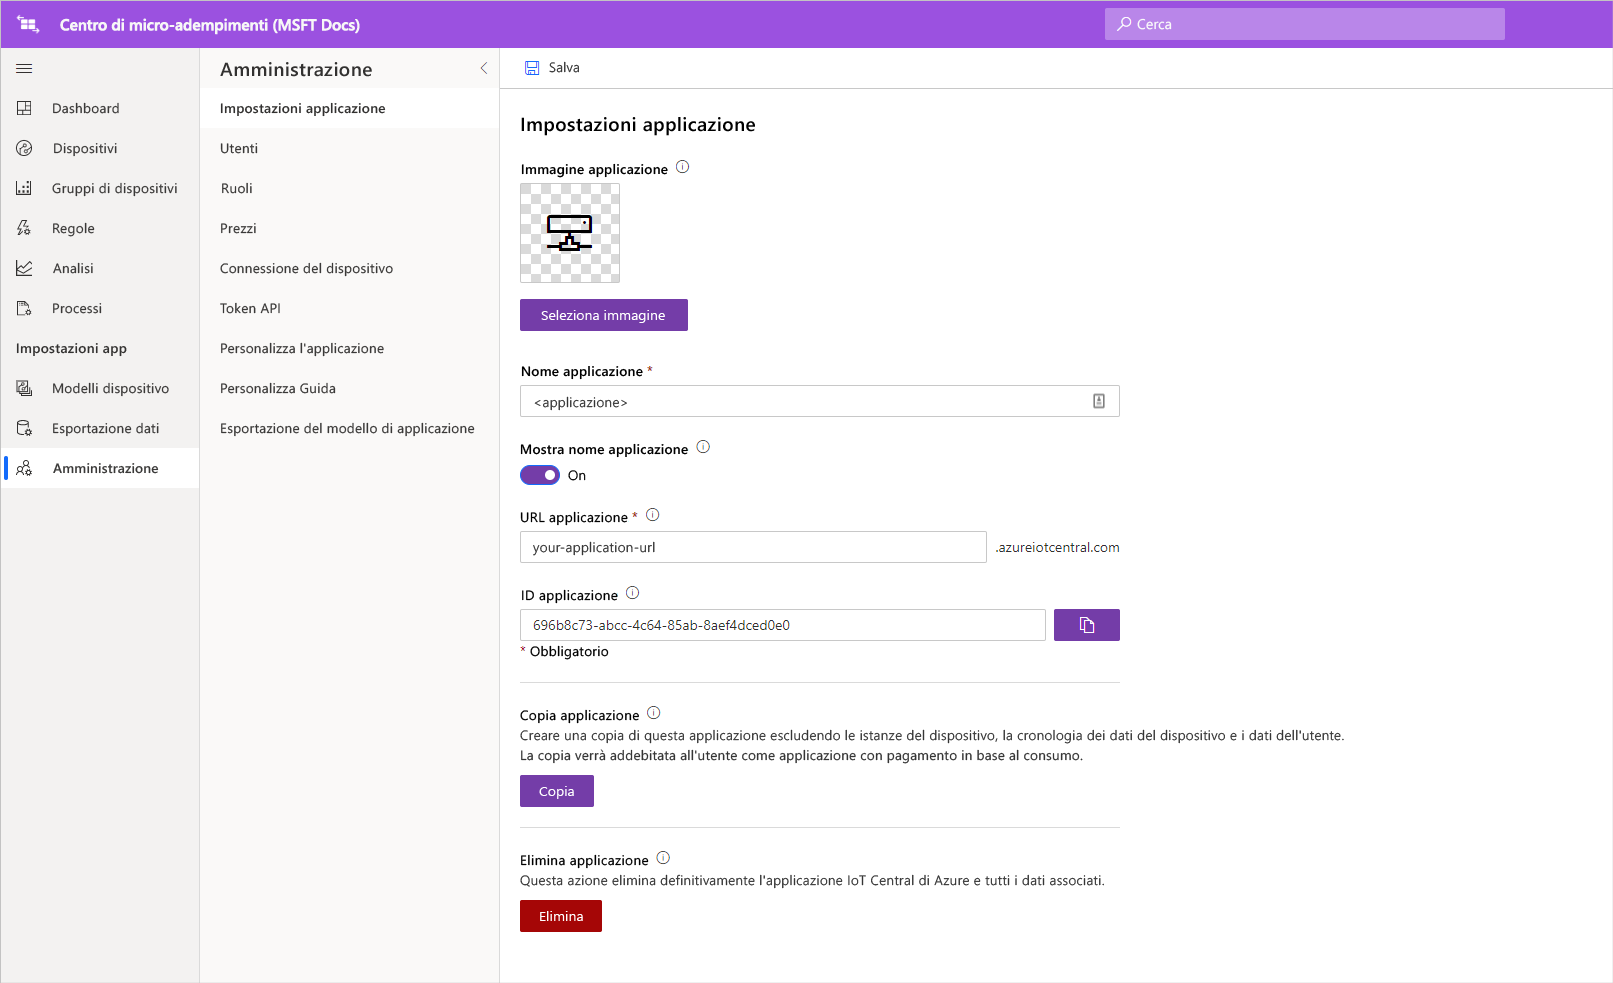 Centro di micro-adempimenti (MSFT Docs)
Cerca
Dashboard
Dispositivi
Gruppi di dispositivi
Regole
Analisi
Processi
Impostazioni app
Modelli dispositivo
Esportazione dati
Amministrazione
Amministrazione
Impostazioni applicazione
Utenti
Ruoli
Prezzi
Connessione del dispositivo
Token API
Personalizza l'applicazione
Personalizza Guida
Esportazione del modello di applicazione
Salva
Impostazioni applicazione
Immagine applicazione
Seleziona immagine
Nome applicazione *
<applicazione>
Mostra nome applicazione
On
URL applicazione *
your-application-url .azureiotcentral.com
ID applicazione
696b8c73-abcc-4c64-85ab-8aef4dced0e0
* Obbligatorio
Copia applicazione
Creare una copia di questa applicazione escludendo le istanze del dispositivo, la cronologia dei dati del dispositivo e i dati dell'utente.
La copia verrà addebitata all'utente come applicazione con pagamento in base al consumo.
Copia
Elimina applicazione
Questa azione elimina definitivamente l'applicazione IoT Central di Azure e tutti i dati associati.
Elimina